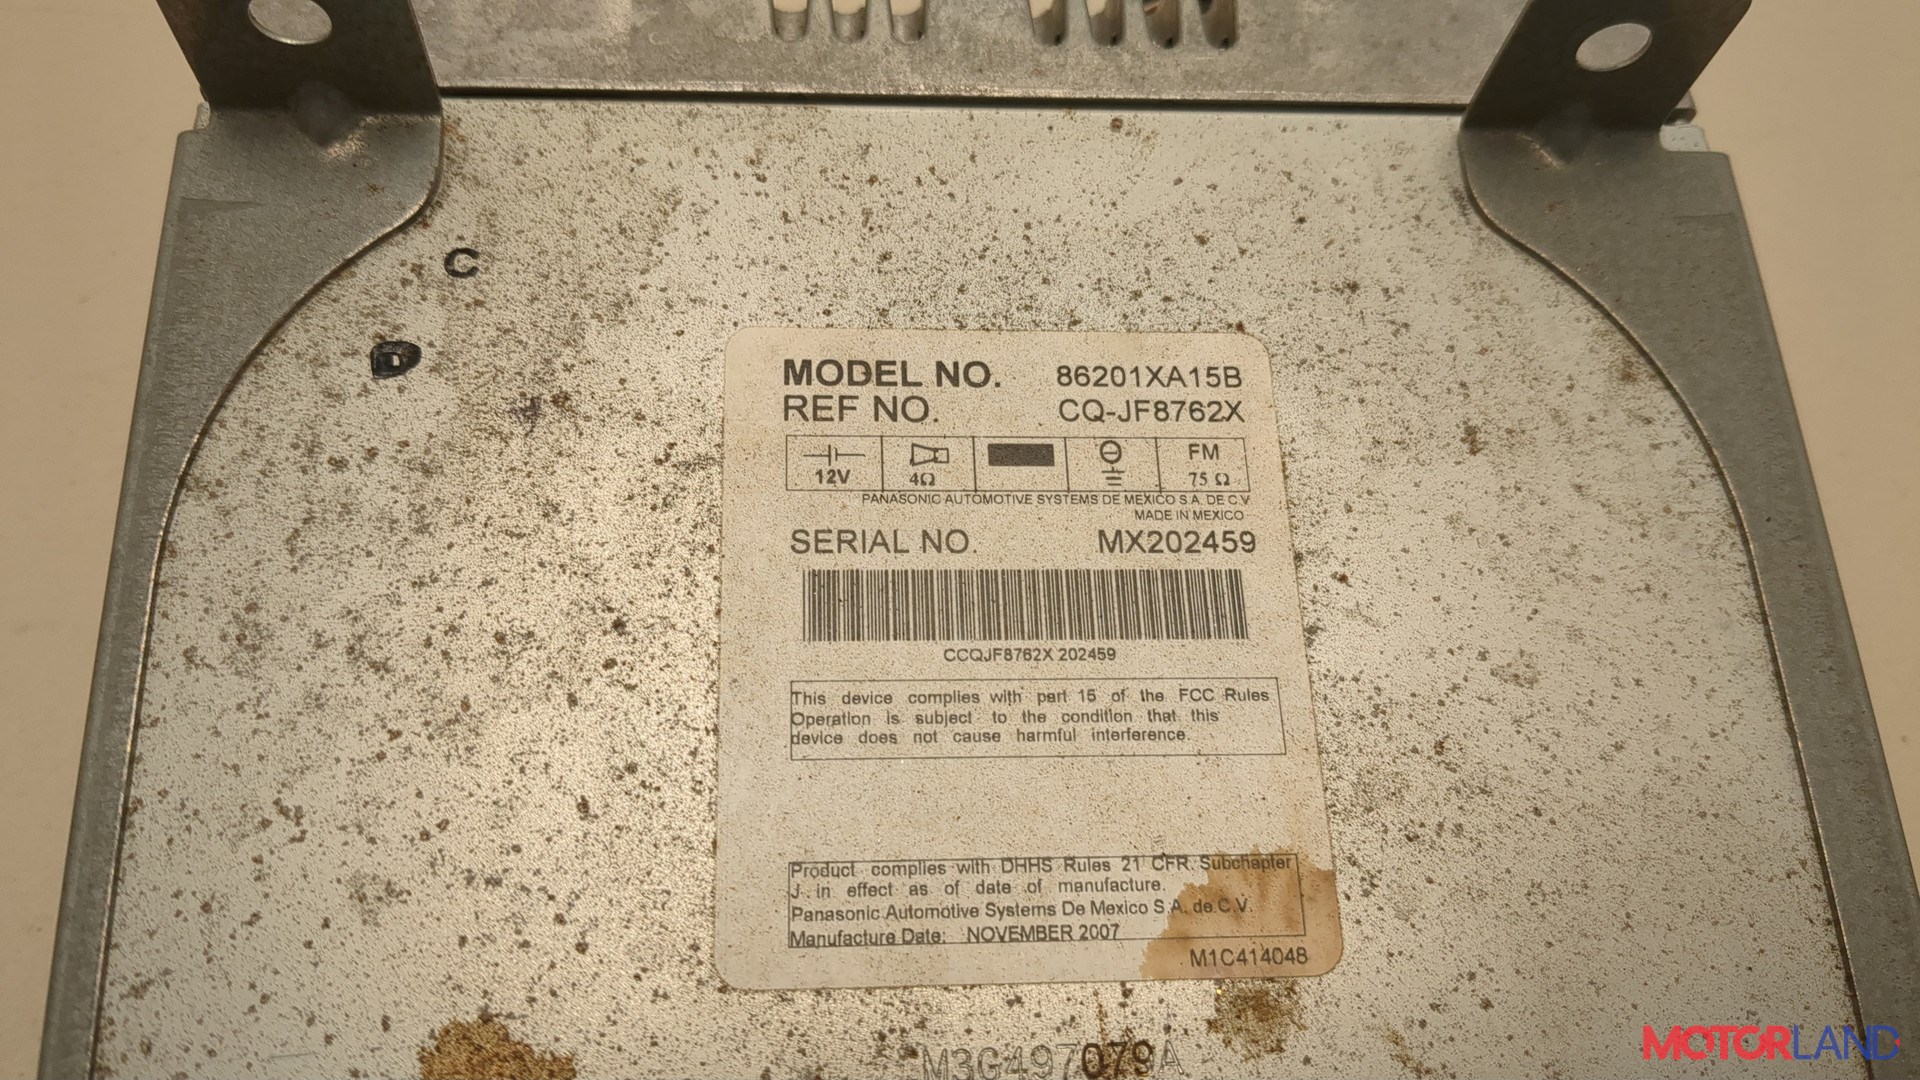 C
D
MODEL NO. 86201XA15B
REF NO. CQ-JF8762X
12V 4Ω FM 75 Ω
PANASONIC AUTOMOTIVE SYSTEMS DE MEXICO S.A. DE C.V
MADE IN MEXICO
SERIAL NO. MX202459
CCQJF8762X 202459
This device complies with part 15 of the FCC Rules
Operation is subject to the condition that this
device does not cause harmful interference.
Product complies with DHHS Rules 21 CFR Subchapter
J in effect as of date of manufacture.
Panasonic Automotive Systems De Mexico S.A. de C.V.
Manufacture Date: NOVEMBER 2007
M1C414048
M3G497079A
MOTORLAND